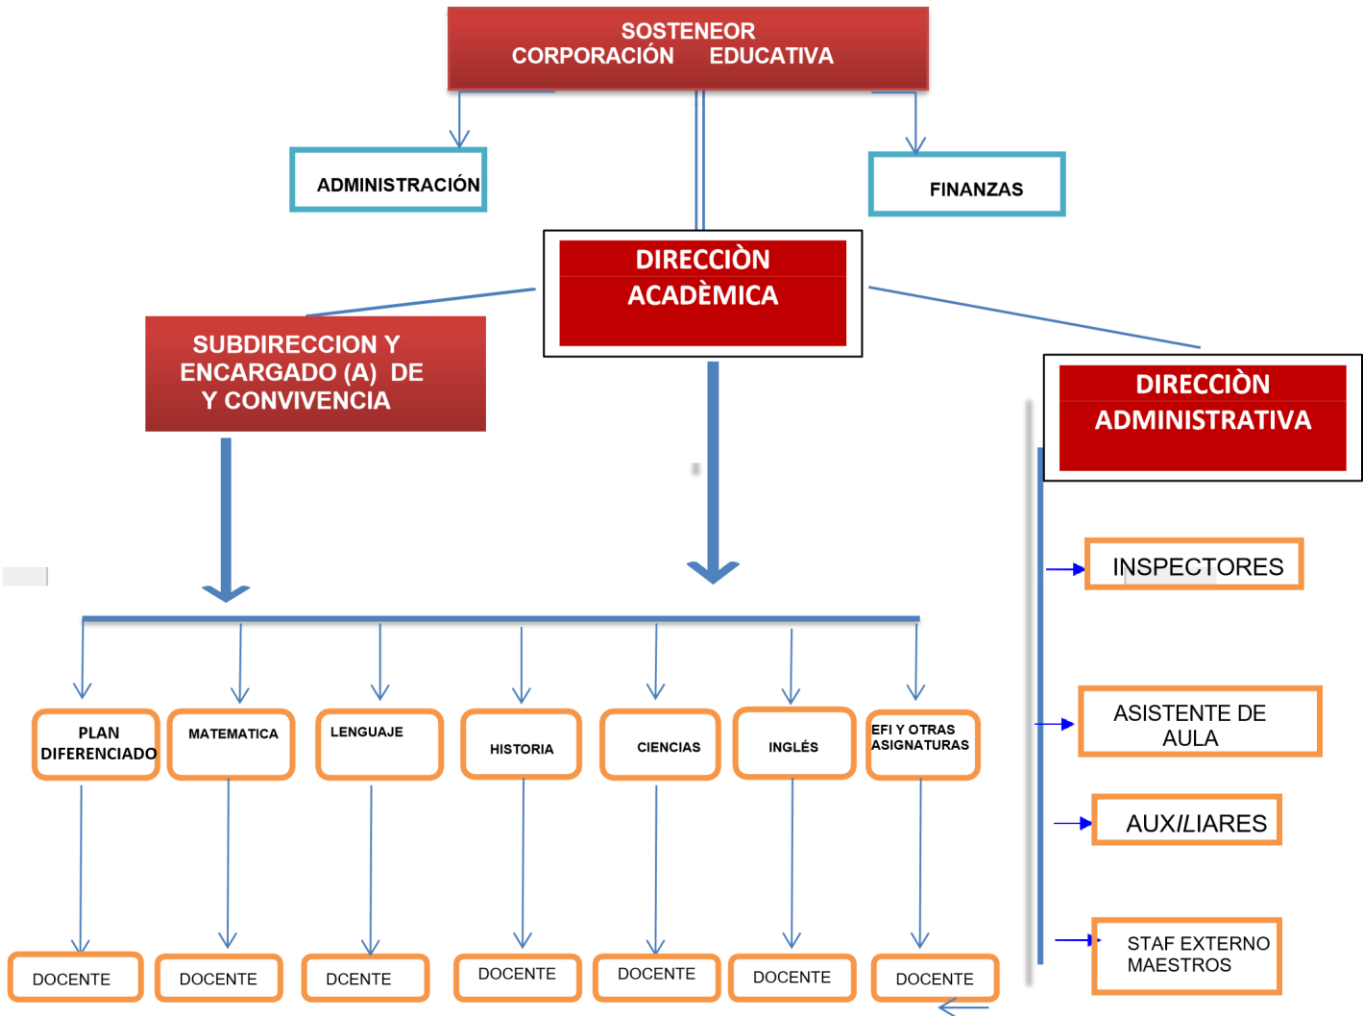 SOSTENEOR
CORPORACIÓN EDUCATIVA
ADMINISTRACIÓN
FINANZAS
DIRECCIÒN
ACADÈMICA
SUBDIRECCION Y
ENCARGADO (A) DE
Y CONVIVENCIA
DIRECCIÒN
ADMINISTRATIVA
INSPECTORES
ASISTENTE DE
AULA
AUXILIARES
STAF EXTERNO
MAESTROS
PLAN
DIFERENCIADO
MATEMATICA
LENGUAJE
HISTORIA
CIENCIAS
INGLÉS
EFI Y OTRAS
ASIGNATURAS
DOCENTE
DOCENTE
DCENTE
DOCENTE
DOCENTE
DOCENTE
DOCENTE